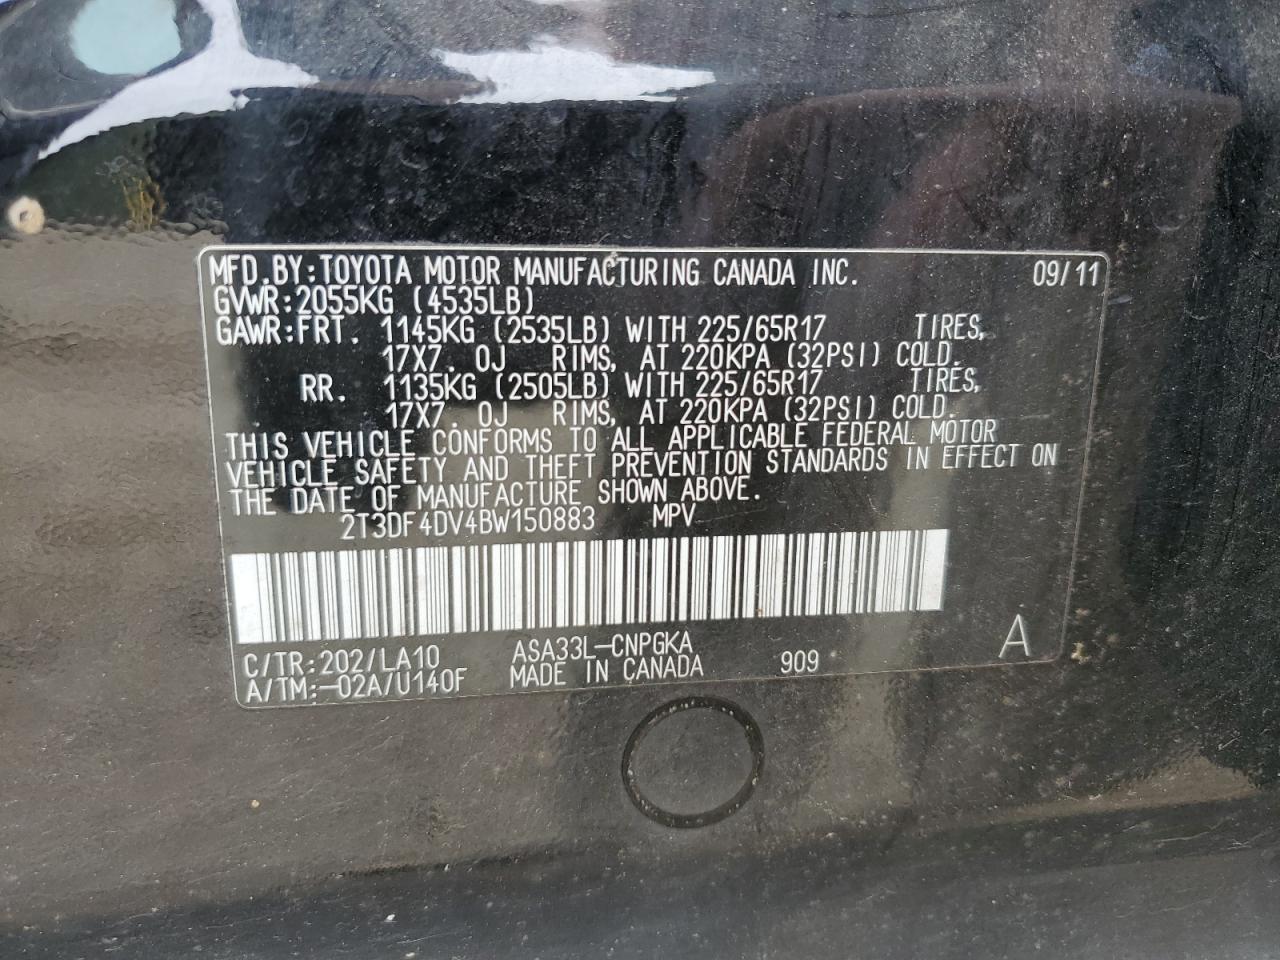 MFD.BY:TOYOTA MOTOR MANUFACTURING CANADA INC. 09/11
GVWR:2055KG (4535LB)
GAWR:FRT. 1145KG (2535LB) WITH 225/65R17 TIRES,
17X7. 0J RIMS, AT 220KPA (32PSI) COLD.
RR. 1135KG (2505LB) WITH 225/65R17 TIRES,
17X7. 0J RIMS, AT 220KPA (32PSI) COLD.
THIS VEHICLE CONFORMS TO ALL APPLICABLE FEDERAL MOTOR
VEHICLE SAFETY AND THEFT PREVENTION STANDARDS IN EFFECT ON
THE DATE OF MANUFACTURE SHOWN ABOVE.
2T3DF4DV4BW150883 MPV
C/TR:202/LA10 ASA33L-CNPGKA A
A/TM:-02A/U140F MADE IN CANADA 909